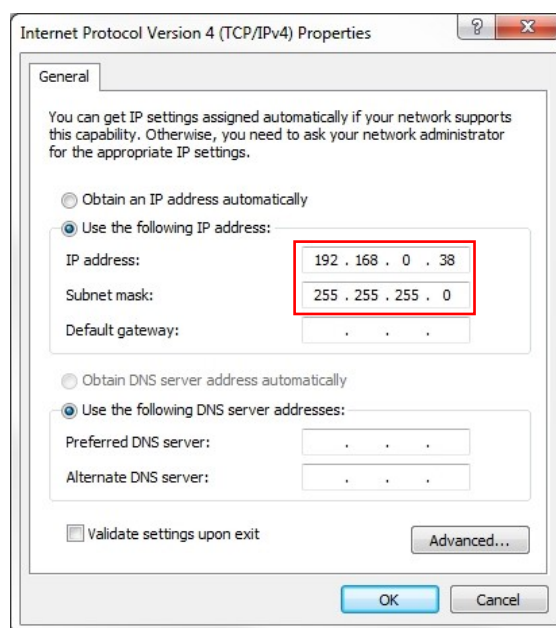 Internet Protocol Version 4 (TCP/IPv4) Properties
?
General
You can get IP settings assigned automatically if your network supports
this capability. Otherwise, you need to ask your network administrator
for the appropriate IP settings.
Obtain an IP address automatically
Use the following IP address:
IP address: 192 . 168 . 0 . 38
Subnet mask: 255 . 255 . 255 . 0
Default gateway: . . .
Obtain DNS server address automatically
Use the following DNS server addresses:
Preferred DNS server: . . .
Alternate DNS server: . . .
Validate settings upon exit
Advanced...
OK Cancel